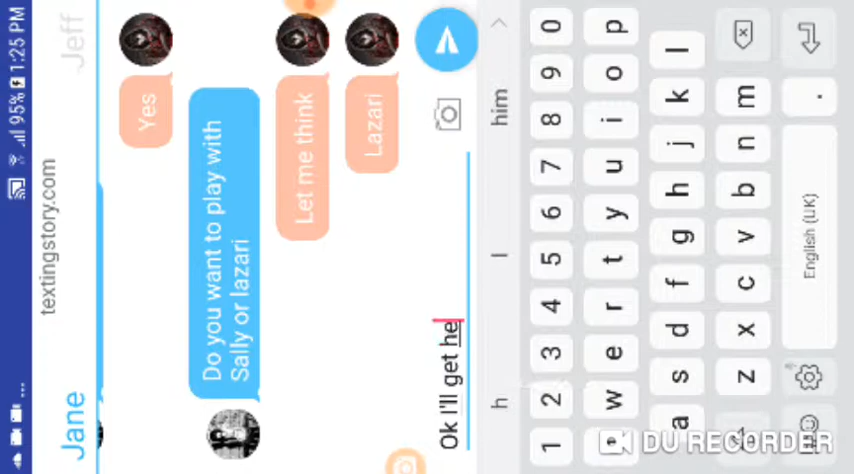 95% 1:25 PM
textingstory.com
Jane
Jeff
Yes
Do you want to play with
Sally or lazari
Let me think
Lazari
Ok I'll get he
h
I
him
1 2 3 4 5 6 7 8 9 0
w e r t y u i o p
a s d f g h j k l
z x c v b n m
English (UK) .
DU RECORDER